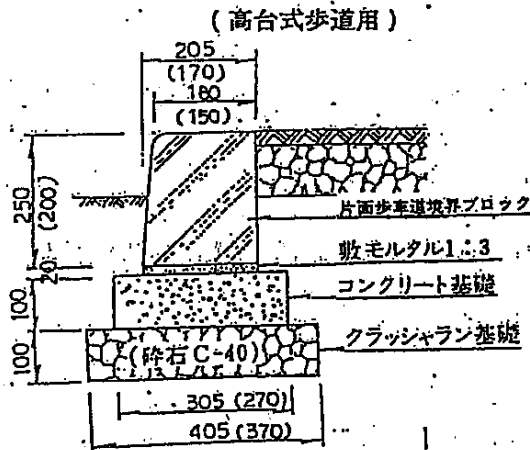 (高台式歩道用)
205
(170)
180
(150)
250
(200)
20
100
100
片面歩車道境界ブロック
敷モルタル1:3
コンクリート基礎
クラッシャラン基礎
(砕石C-40)
305 (270)
405 (370)